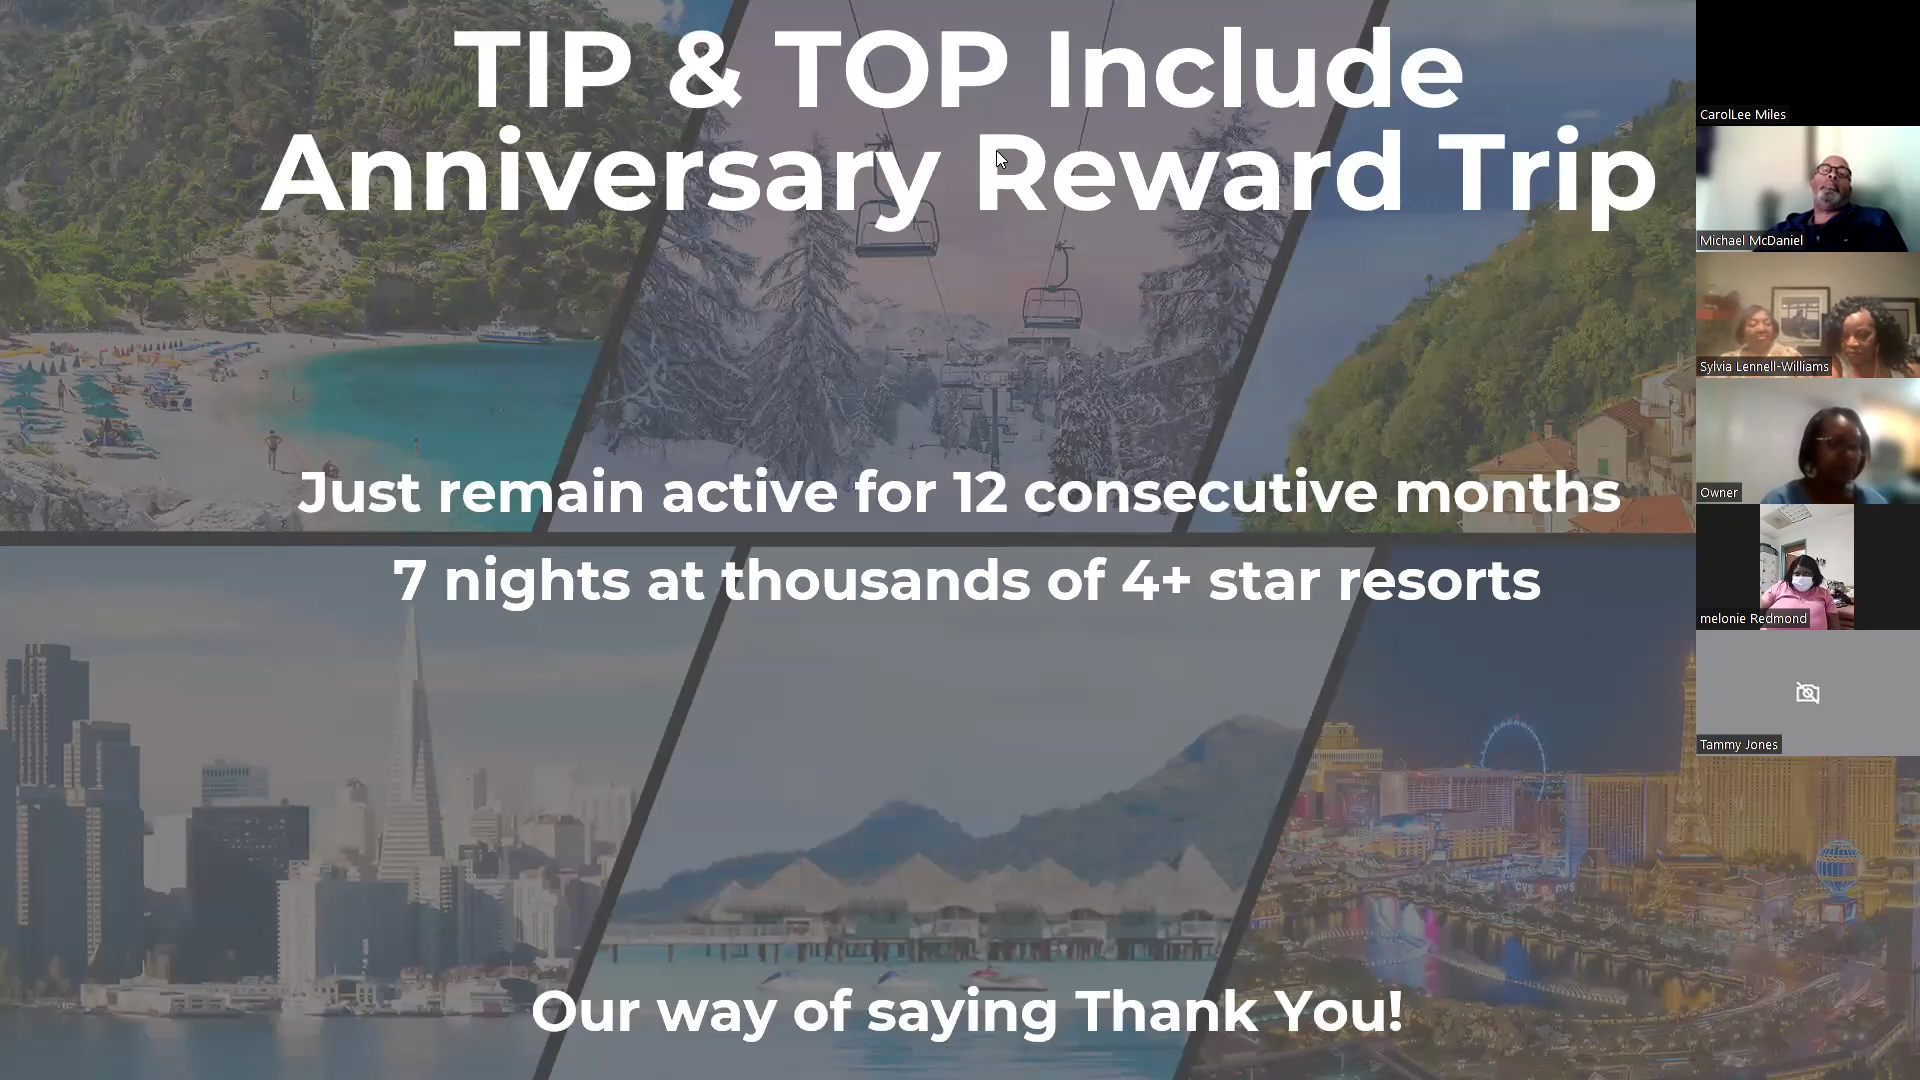 TIP & TOP Include
Anniversary Reward Trip
Just remain active for 12 consecutive months
7 nights at thousands of 4+ star resorts
Our way of saying Thank You!
CarolLee Miles
Michael McDaniel
Sylvia Lennell-Williams
Owner
melonie Redmond
Tammy Jones